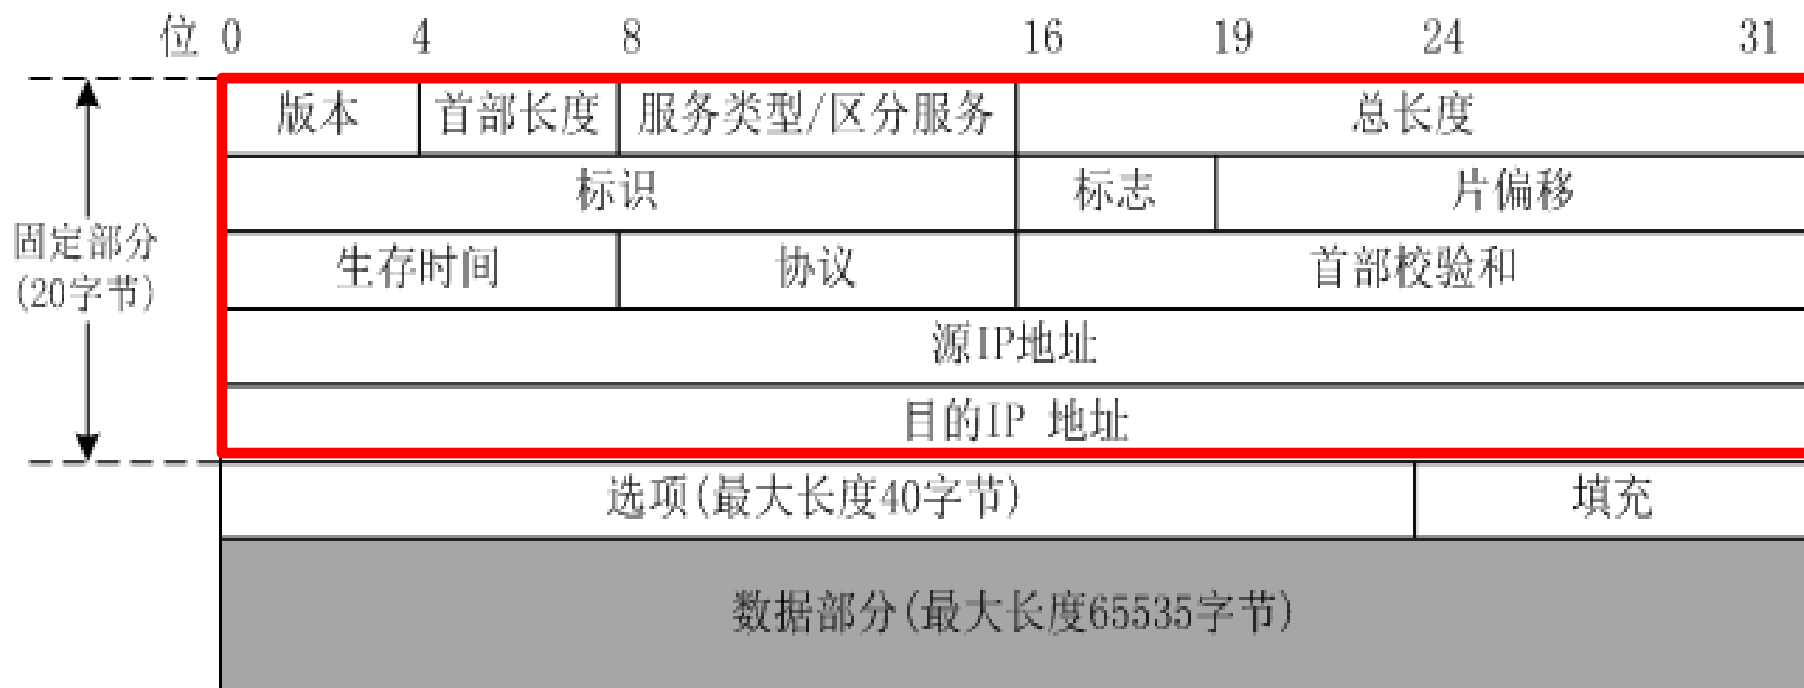 位 0 4 8 16 19 24 31
版本 首部长度 服务类型/区分服务 总长度
标识 标志 片偏移
固定部分
(20字节)
生存时间 协议 首部校验和
源IP地址
目的IP 地址
选项(最大长度40字节) 填充
数据部分(最大长度65535字节)